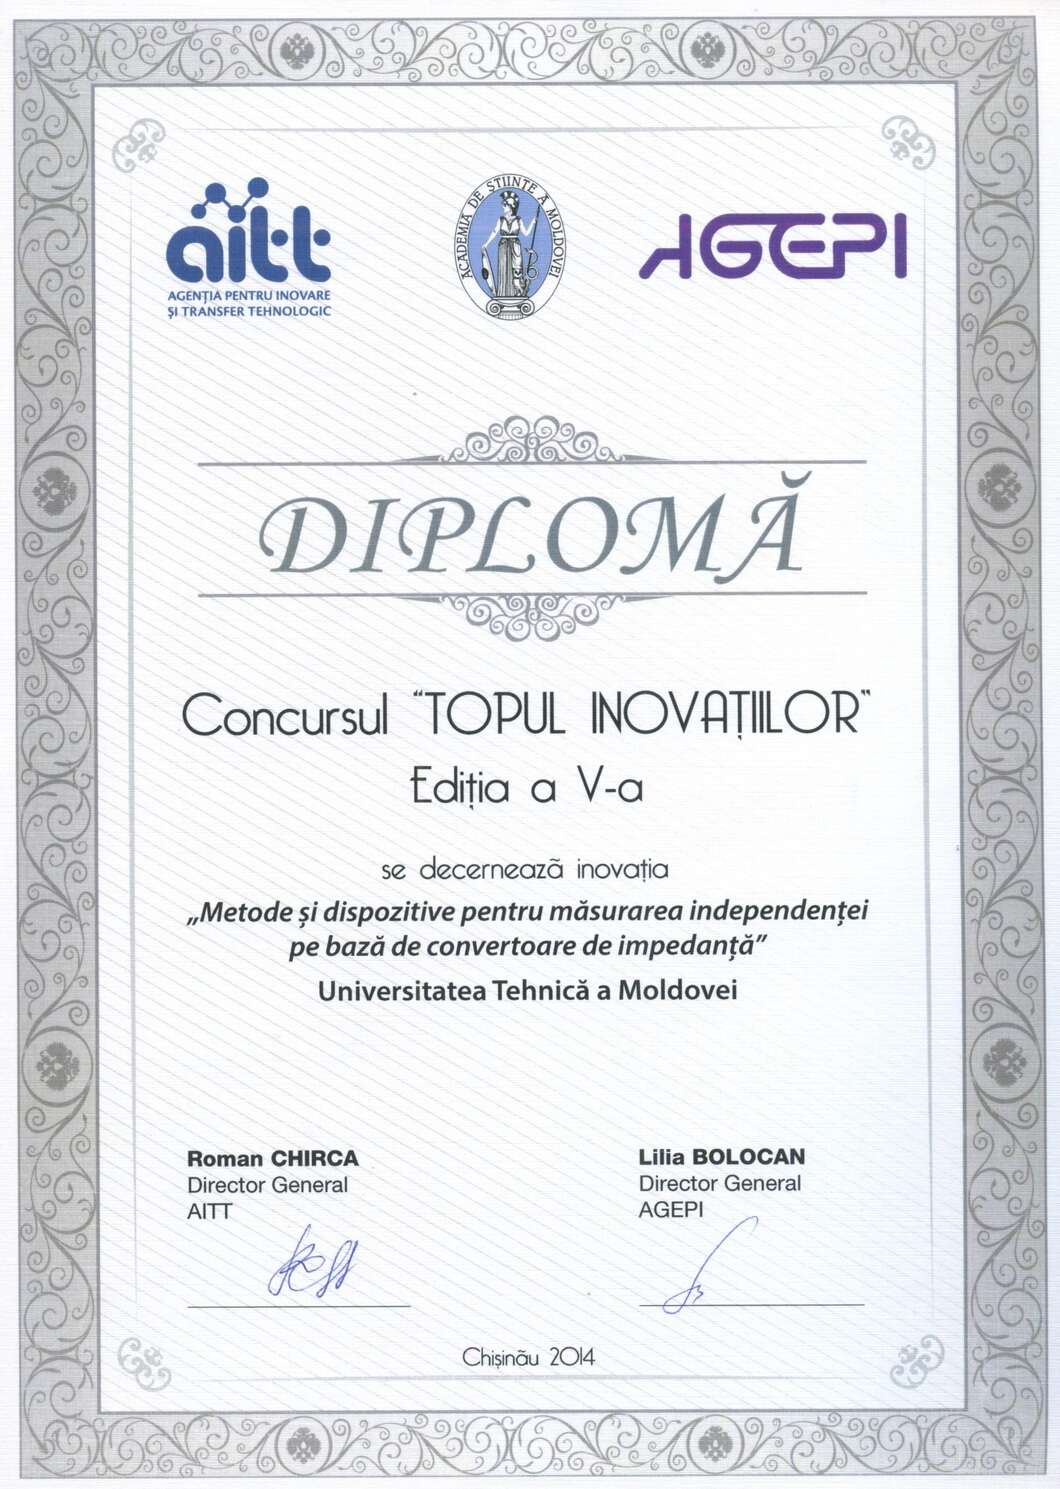 aitt
AGENȚIA PENTRU INOVARE
ȘI TRANSFER TEHNOLOGIC
ACADEMIA DE ȘTIINȚE A MOLDOVEI
AGEPI
DIPLOMĂ
Concursul "TOPUL INOVAȚIILOR"
Ediția a V-a
se decernează inovația
„Metode și dispozitive pentru măsurarea independenței
pe bază de convertoare de impedanță”
Universitatea Tehnică a Moldovei
Roman CHIRCA
Director General
AITT
Lilia BOLOCAN
Director General
AGEPI
Chișinău 2014